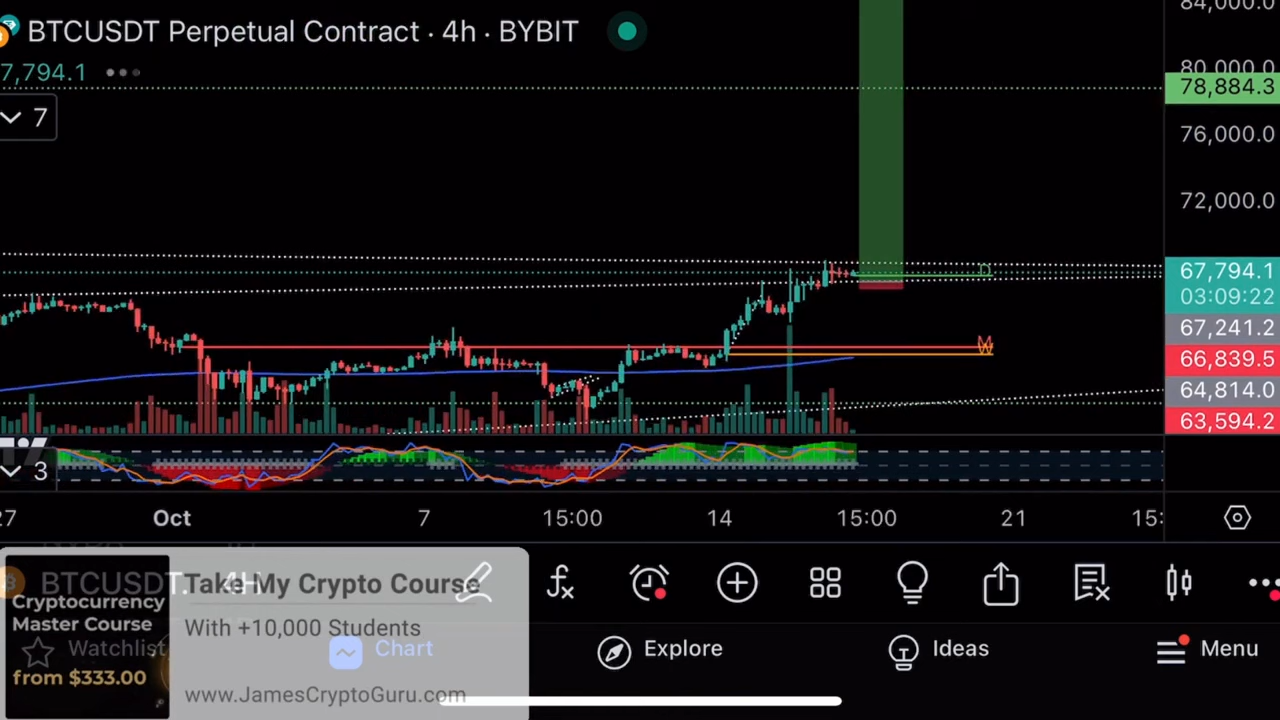 84,000.0
BTCUSDT Perpetual Contract · 4h · BYBIT
7,794.1
80,000.0
78,884.3
7
76,000.0
72,000.0
D
67,794.1
03:09:22
67,241.2
M
W
66,839.5
64,814.0
63,594.2
3
27 Oct 7 15:00 14 15:00 21 15:
BTCUSDT. 4H
Take My Crypto Course
Cryptocurrency
Master Course
With +10,000 Students
Watchlist
Chart
Explore
Ideas
Menu
from $333.00
www.JamesCryptoGuru.com